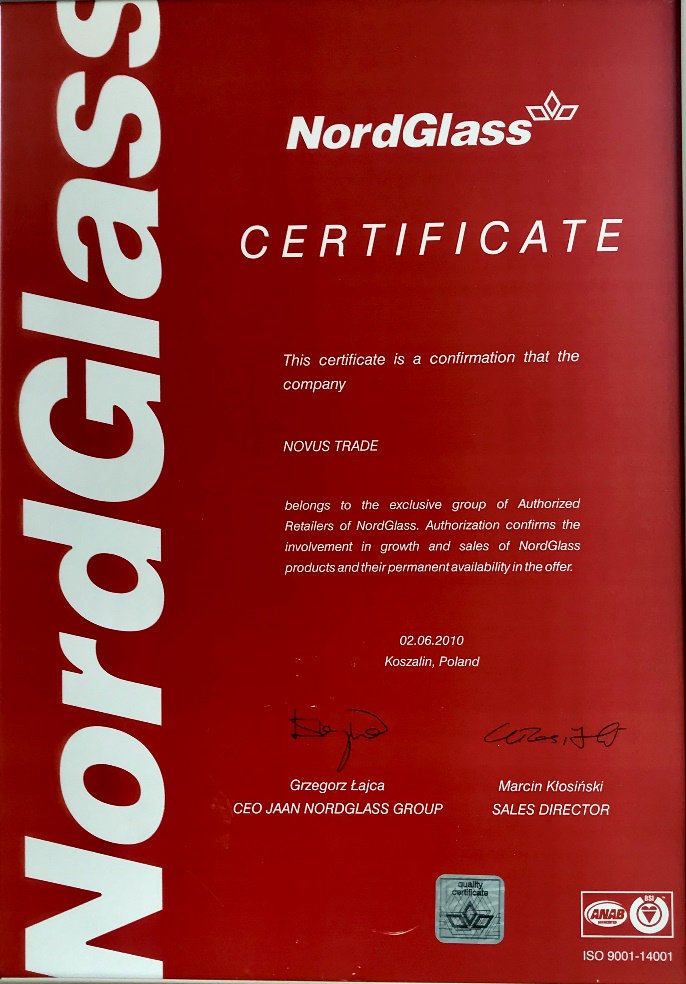 NordGlass
NordGlass
CERTIFICATE
This certificate is a confirmation that the
company
NOVUS TRADE
belongs to the exclusive group of Authorized
Retailers of NordGlass. Authorization confirms the
involvement in growth and sales of NordGlass
products and their permanent availability in the offer.
02.06.2010
Koszalin, Poland
Grzegorz Łajca
CEO JAAN NORDGLASS GROUP
Marcin Kłosiński
SALES DIRECTOR
quality
certificate
ANAB
BSI
ISO 9001-14001